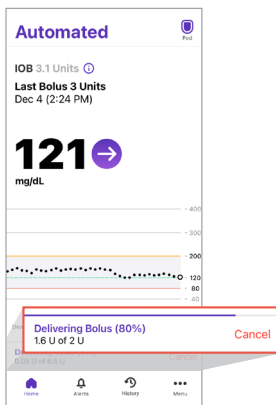 Automated
Pod
IOB 3.1 Units
Last Bolus 3 Units
Dec 4 (2:24 PM)
121
mg/dL
400
300
200
120
80
40
Delivering Bolus (80%)
1.6 U of 2 U
Cancel
Cancel
Home
Alerts
History
Menu